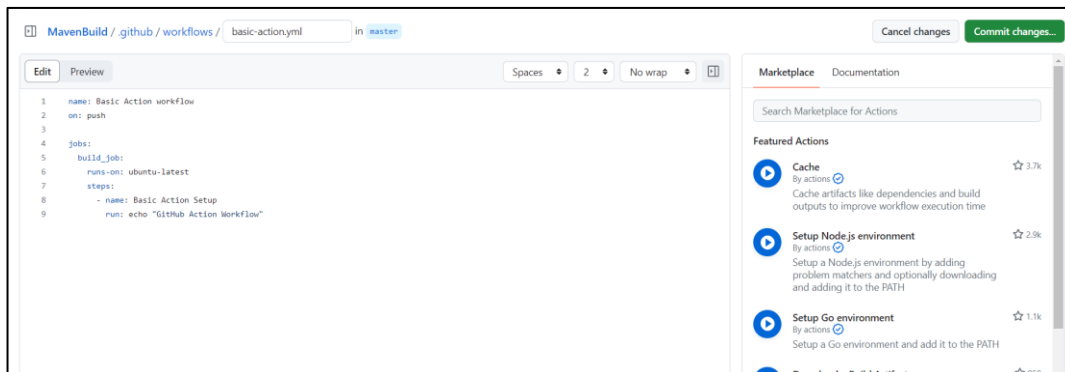 MavenBuild / .github / workflows / basic-action.yml in master
Cancel changes Commit changes...
Edit Preview
Spaces 2 No wrap
1 name: Basic Action workflow
2 on: push
3
4 jobs:
5 build_job:
6 runs-on: ubuntu-latest
7 steps:
8 - name: Basic Action Setup
9 run: echo "GitHub Action Workflow"
Marketplace Documentation
Search Marketplace for Actions
Featured Actions
Cache 3.7k
By actions
Cache artifacts like dependencies and build
outputs to improve workflow execution time
Setup Node.js environment 2.9k
By actions
Setup a Node.js environment by adding
problem matchers and optionally downloading
and adding it to the PATH
Setup Go environment 1.1k
By actions
Setup a Go environment and add it to the PATH